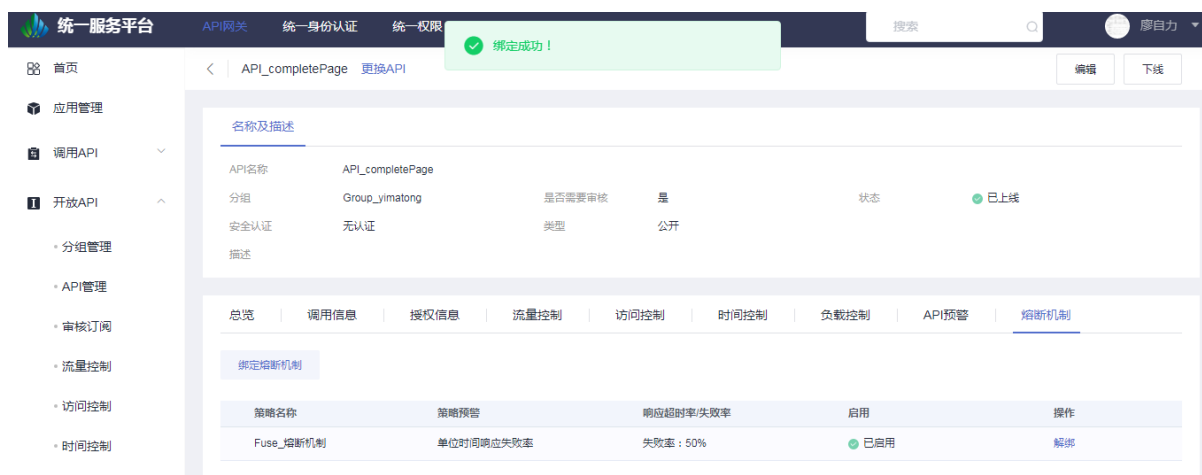 统一服务平台 API网关 统一身份认证 统一权限 搜索 廖自力
绑定成功！
首页 API_completePage 更换API 编辑 下线
应用管理
名称及描述
调用API
API名称 API_completePage
开放API 分组 Group_yimatong 是否需要审核 是 状态 已上线
安全认证 无认证 类型 公开
分组管理
描述
API管理
审核订阅 总览 调用信息 授权信息 流量控制 访问控制 时间控制 负载控制 API预警 熔断机制
流量控制 绑定熔断机制
访问控制 策略名称 策略预警 响应超时率/失败率 启用 操作
时间控制 Fuse_熔断机制 单位时间响应失败率 失败率：50% 已启用 解绑